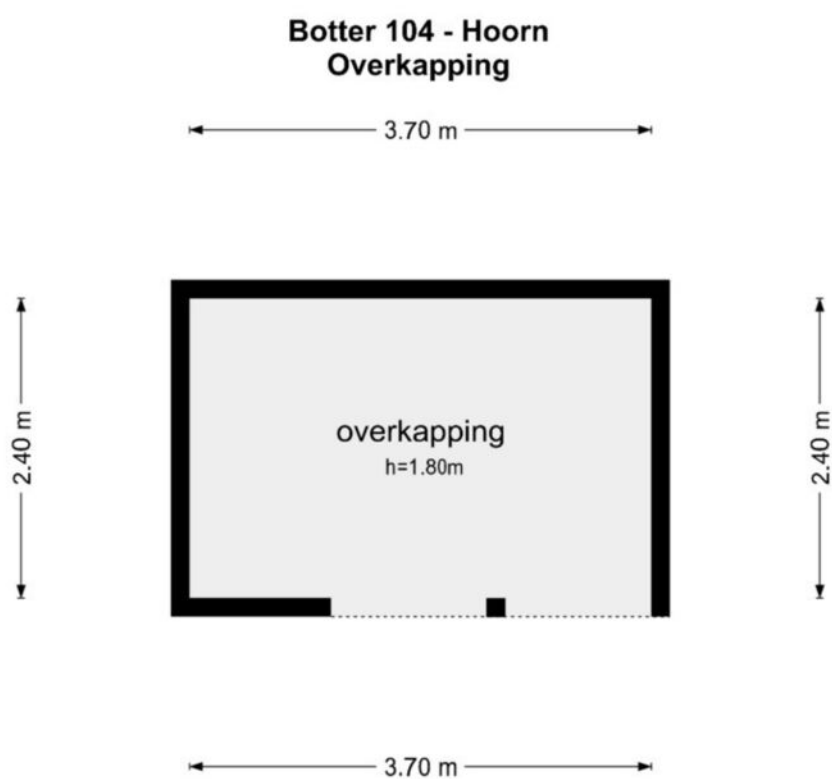 Botter 104 - Hoorn
Overkapping
3.70 m
2.40 m
overkapping
h=1.80m
2.40 m
3.70 m